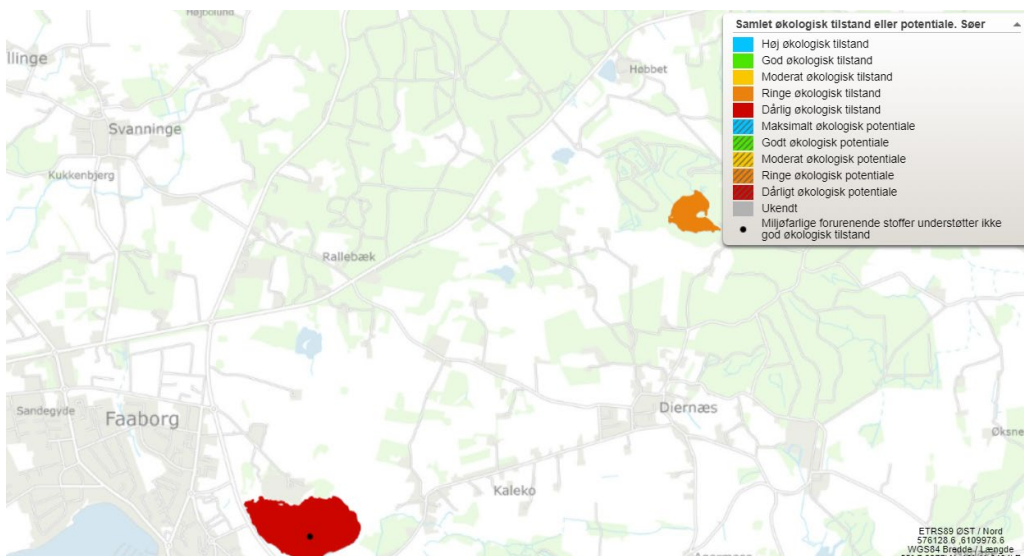 Højbolund
llinge
Svanninge
Kukkenbjerg
Høbbet
Rallebæk
Sandegyde
Faaborg
Diernæs
Øksne
Kaleko
Samlet økologisk tilstand eller potentiale. Søer
Høj økologisk tilstand
God økologisk tilstand
Moderat økologisk tilstand
Ringe økologisk tilstand
Dårlig økologisk tilstand
Maksimalt økologisk potentiale
Godt økologisk potentiale
Moderat økologisk potentiale
Ringe økologisk potentiale
Dårligt økologisk potentiale
Ukendt
Miljøfarlige forurenende stoffer understøtter ikke
god økologisk tilstand
ETRS89 ØST / Nord
576128.6 6109978.6
WGS84 Bredde / Længde